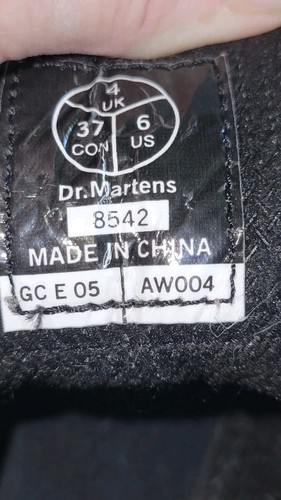 4
UK
37 6
CON US
Dr.Martens
8542
MADE IN CHINA
GC E 05 AW004